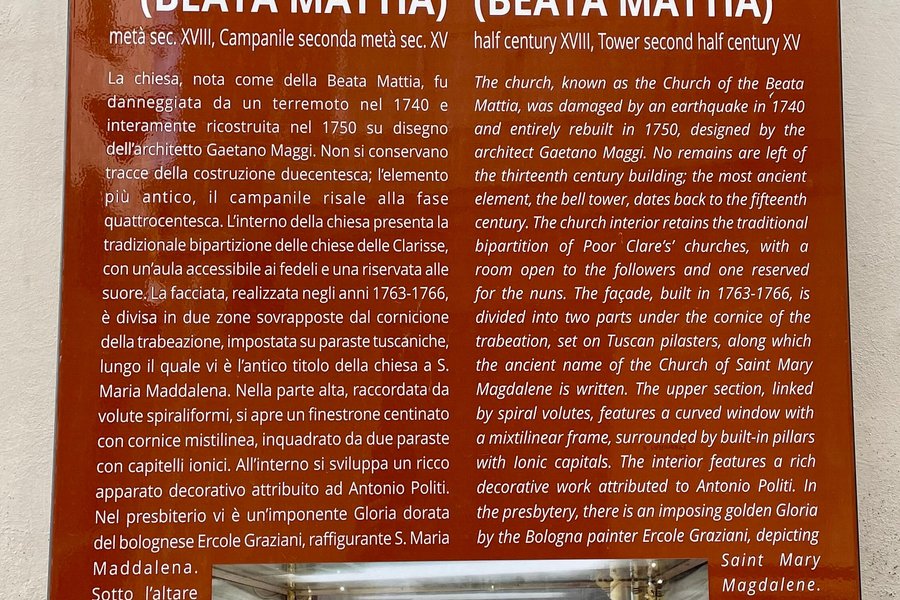 (BEATA MATTIA)
metà sec. XVIII, Campanile seconda metà sec. XV
La chiesa, nota come della Beata Mattia, fu
danneggiata da un terremoto nel 1740 e
interamente ricostruita nel 1750 su disegno
dell'architetto Gaetano Maggi. Non si conservano
tracce della costruzione duecentesca; l'elemento
più antico, il campanile risale alla fase
quattrocentesca. L'interno della chiesa presenta la
tradizionale bipartizione delle chiese delle Clarisse,
con un'aula accessibile ai fedeli e una riservata alle
suore. La facciata, realizzata negli anni 1763-1766,
è divisa in due zone sovrapposte dal cornicione
della trabeazione, impostata su paraste tuscaniche,
lungo il quale vi è l'antico titolo della chiesa a S.
Maria Maddalena. Nella parte alta, raccordata da
volute spiraliformi, si apre un finestrone centinato
con cornice mistilinea, inquadrato da due paraste
con capitelli ionici. All'interno si sviluppa un ricco
apparato decorativo attribuito ad Antonio Politi.
Nel presbiterio vi è un'imponente Gloria dorata
del bolognese Ercole Graziani, raffigurante S. Maria
Maddalena.
Sotto l'altare
(BEATA MATTIA)
half century XVIII, Tower second half century XV
The church, known as the Church of the Beata
Mattia, was damaged by an earthquake in 1740
and entirely rebuilt in 1750, designed by the
architect Gaetano Maggi. No remains are left of
the thirteenth century building; the most ancient
element, the bell tower, dates back to the fifteenth
century. The church interior retains the traditional
bipartition of Poor Clare's' churches, with a
room open to the followers and one reserved
for the nuns. The façade, built in 1763-1766, is
divided into two parts under the cornice of the
trabeation, set on Tuscan pilasters, along which
the ancient name of the Church of Saint Mary
Magdalene is written. The upper section, linked
by spiral volutes, features a curved window with
a mixtilinear frame, surrounded by built-in pillars
with Ionic capitals. The interior features a rich
decorative work attributed to Antonio Politi. In
the presbytery, there is an imposing golden Gloria
by the Bologna painter Ercole Graziani, depicting
Saint Mary
Magdalene.